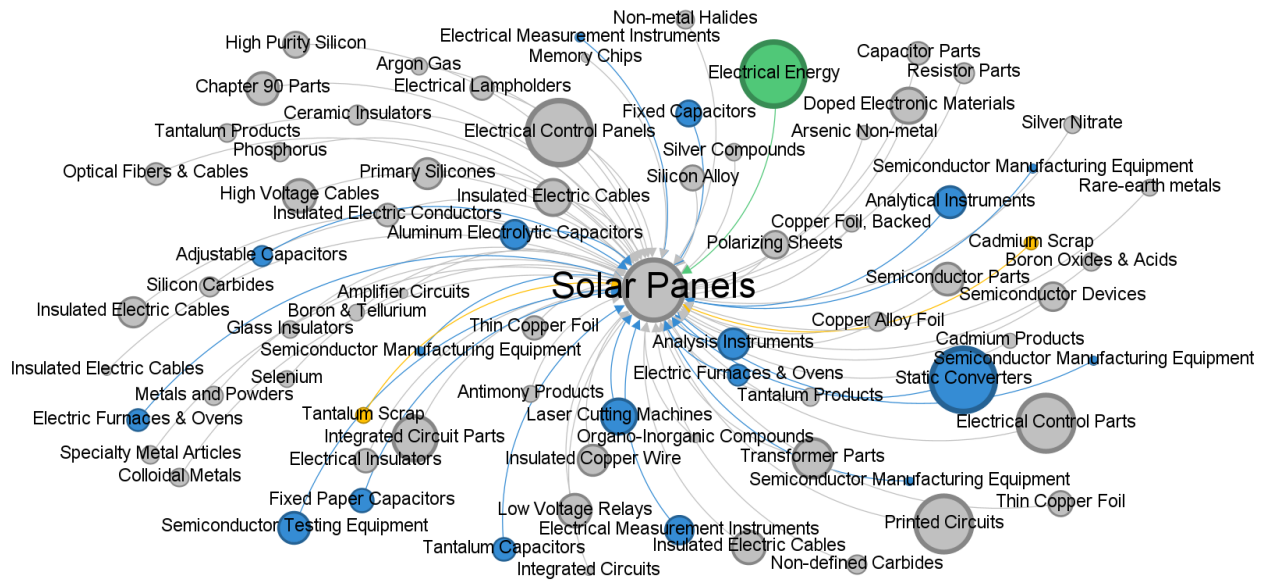 Non-metal Halides
Electrical Measurement Instruments
High Purity Silicon
Memory Chips
Capacitor Parts
Argon Gas
Electrical Energy
Resistor Parts
Chapter 90 Parts
Electrical Lampholders
Doped Electronic Materials
Ceramic Insulators
Fixed Capacitors
Silver Nitrate
Tantalum Products
Electrical Control Panels
Arsenic Non-metal
Phosphorus
Silver Compounds
Optical Fibers & Cables
Primary Silicones
Semiconductor Manufacturing Equipment
Silicon Alloy
Rare-earth metals
High Voltage Cables
Insulated Electric Cables
Analytical Instruments
Insulated Electric Conductors
Copper Foil, Backed
Aluminum Electrolytic Capacitors
Polarizing Sheets
Cadmium Scrap
Adjustable Capacitors
Boron Oxides & Acids
Semiconductor Parts
Silicon Carbides
Solar Panels
Amplifier Circuits
Semiconductor Devices
Insulated Electric Cables
Boron & Tellurium
Glass Insulators
Thin Copper Foil
Copper Alloy Foil
Semiconductor Manufacturing Equipment
Analysis Instruments
Cadmium Products
Semiconductor Manufacturing Equipment
Insulated Electric Cables
Selenium
Electric Furnaces & Ovens
Static Converters
Metals and Powders
Antimony Products
Tantalum Products
Electric Furnaces & Ovens
Tantalum Scrap
Laser Cutting Machines
Electrical Control Parts
Integrated Circuit Parts
Organo-Inorganic Compounds
Specialty Metal Articles
Electrical Insulators
Insulated Copper Wire
Transformer Parts
Colloidal Metals
Semiconductor Manufacturing Equipment
Fixed Paper Capacitors
Thin Copper Foil
Low Voltage Relays
Semiconductor Testing Equipment
Electrical Measurement Instruments
Printed Circuits
Tantalum Capacitors
Insulated Electric Cables
Integrated Circuits
Non-defined Carbides